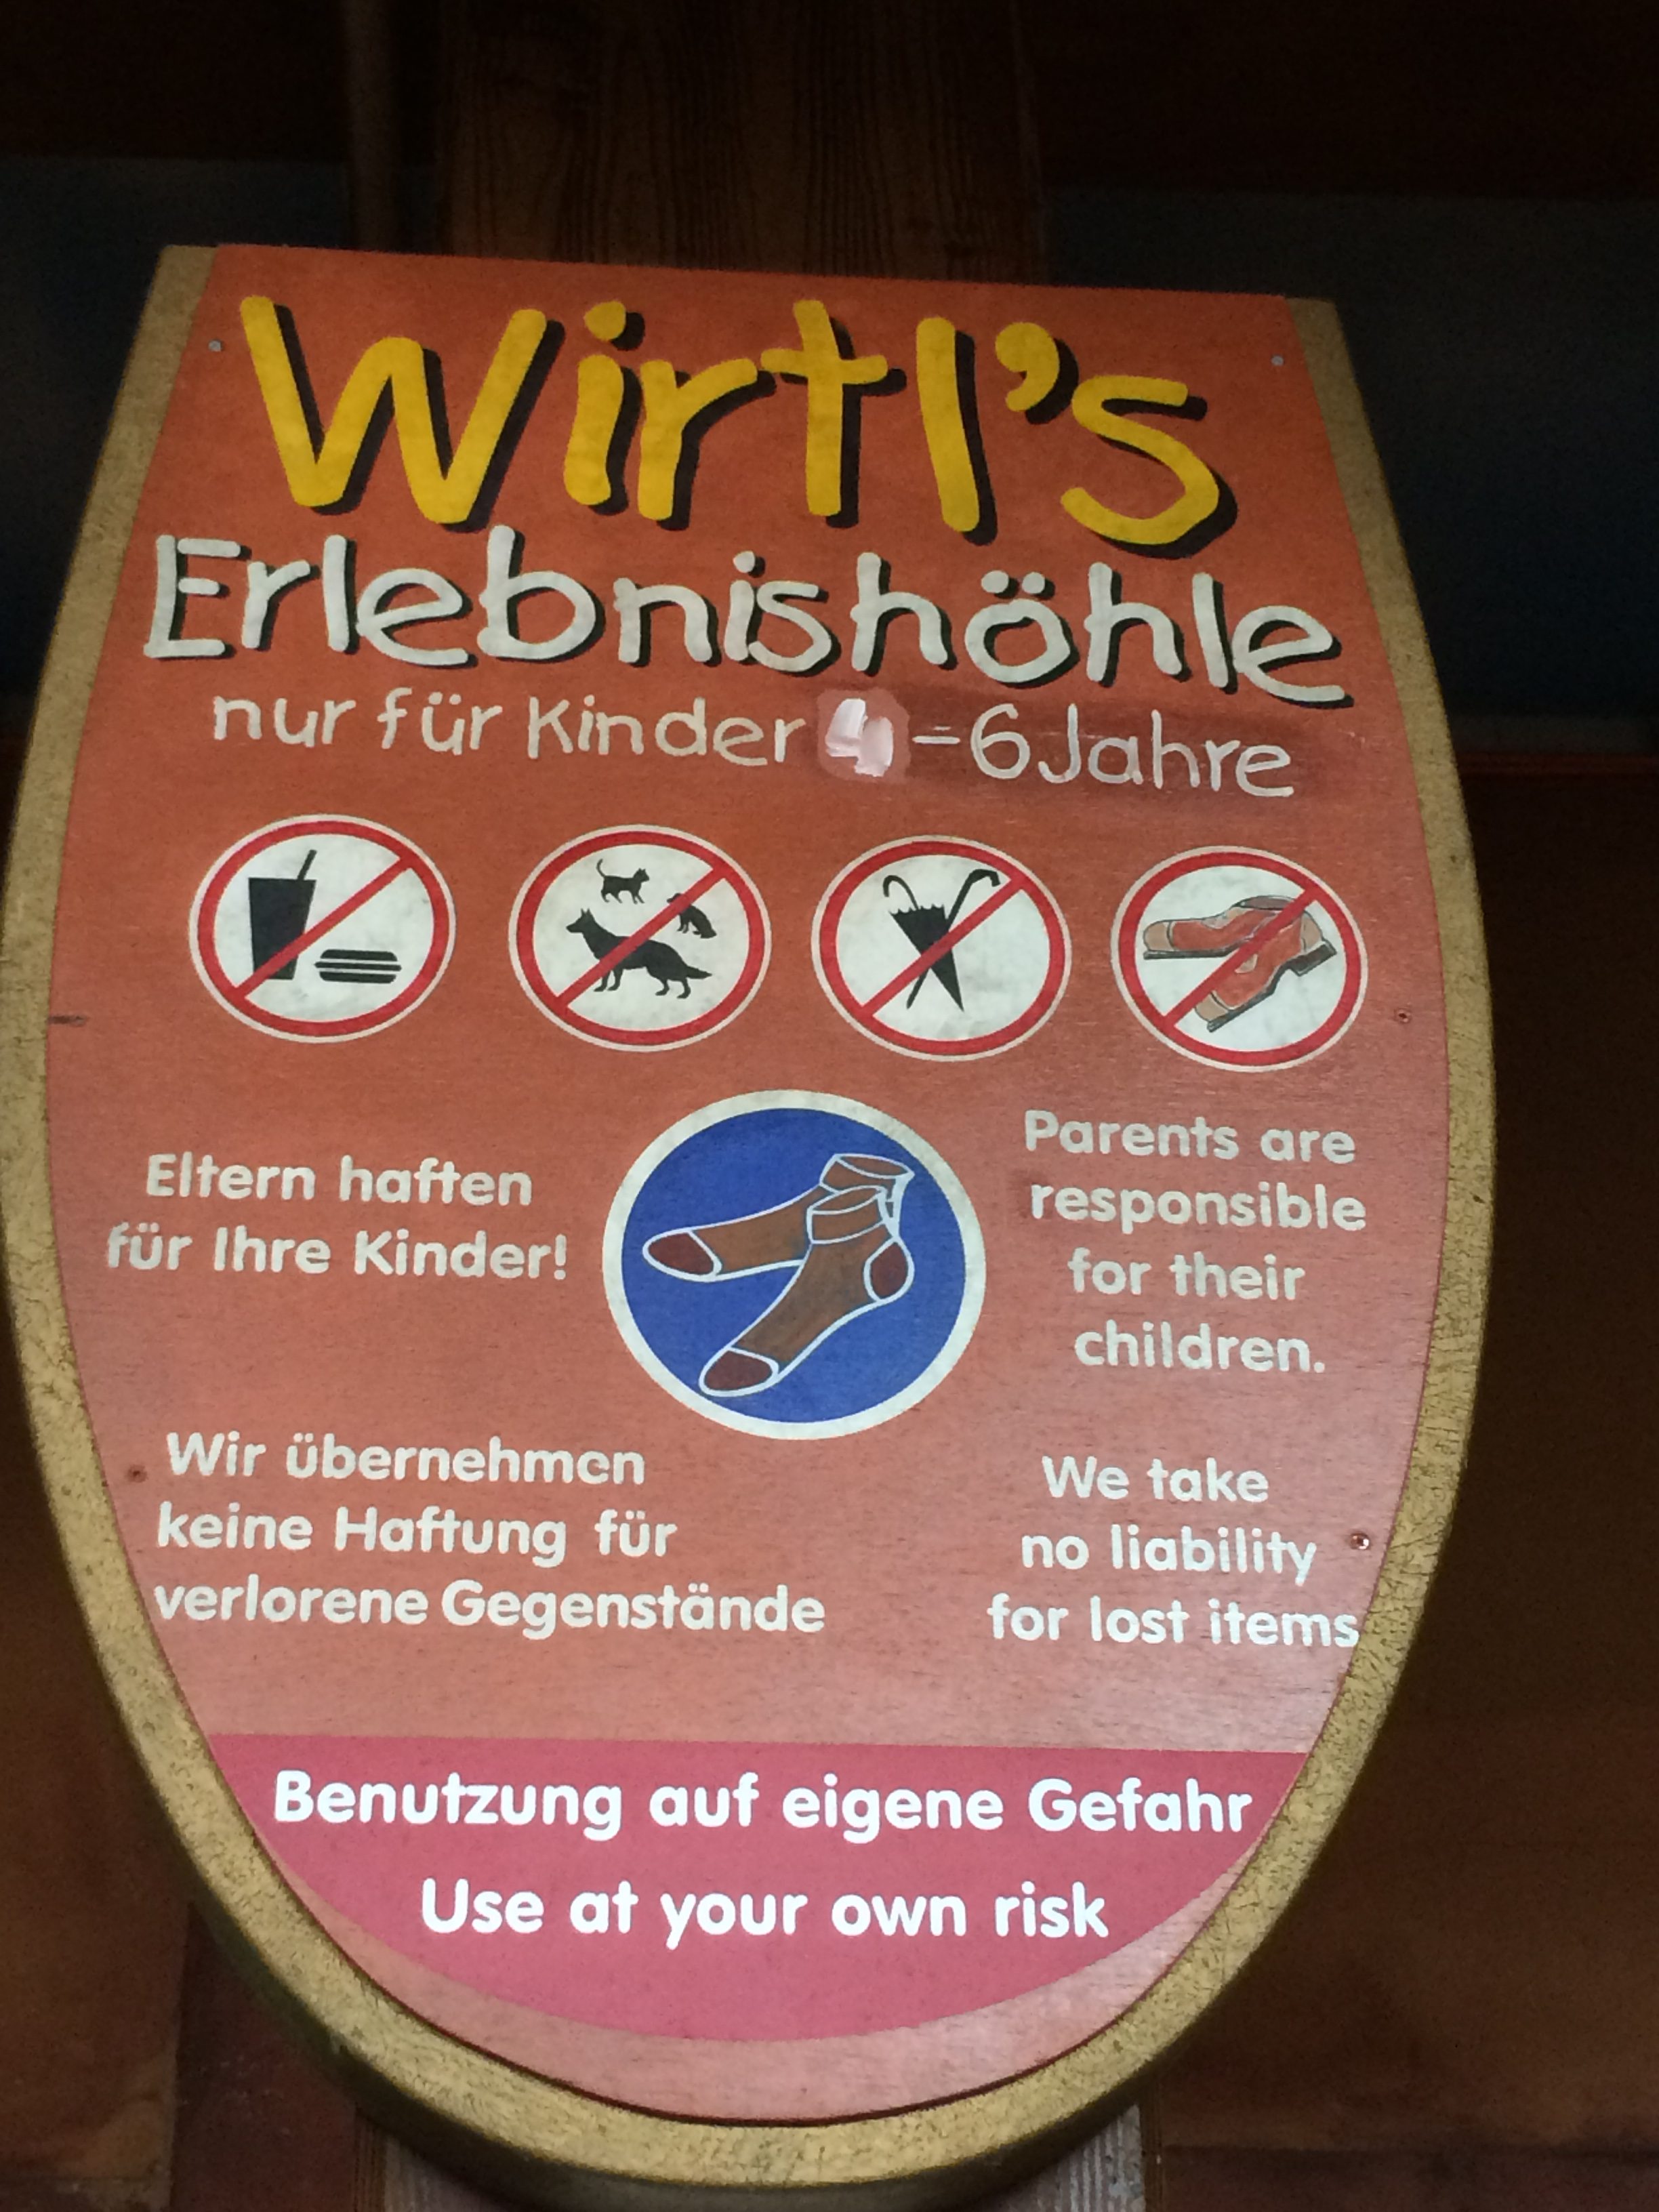 Wirtl's
Erlebnishöhle
nur für Kinder 4-6 Jahre
Eltern haften
für Ihre Kinder!
Parents are
responsible
for their
children.
Wir übernehmen
keine Haftung für
verlorene Gegenstände
We take
no liability
for lost items
Benutzung auf eigene Gefahr
Use at your own risk